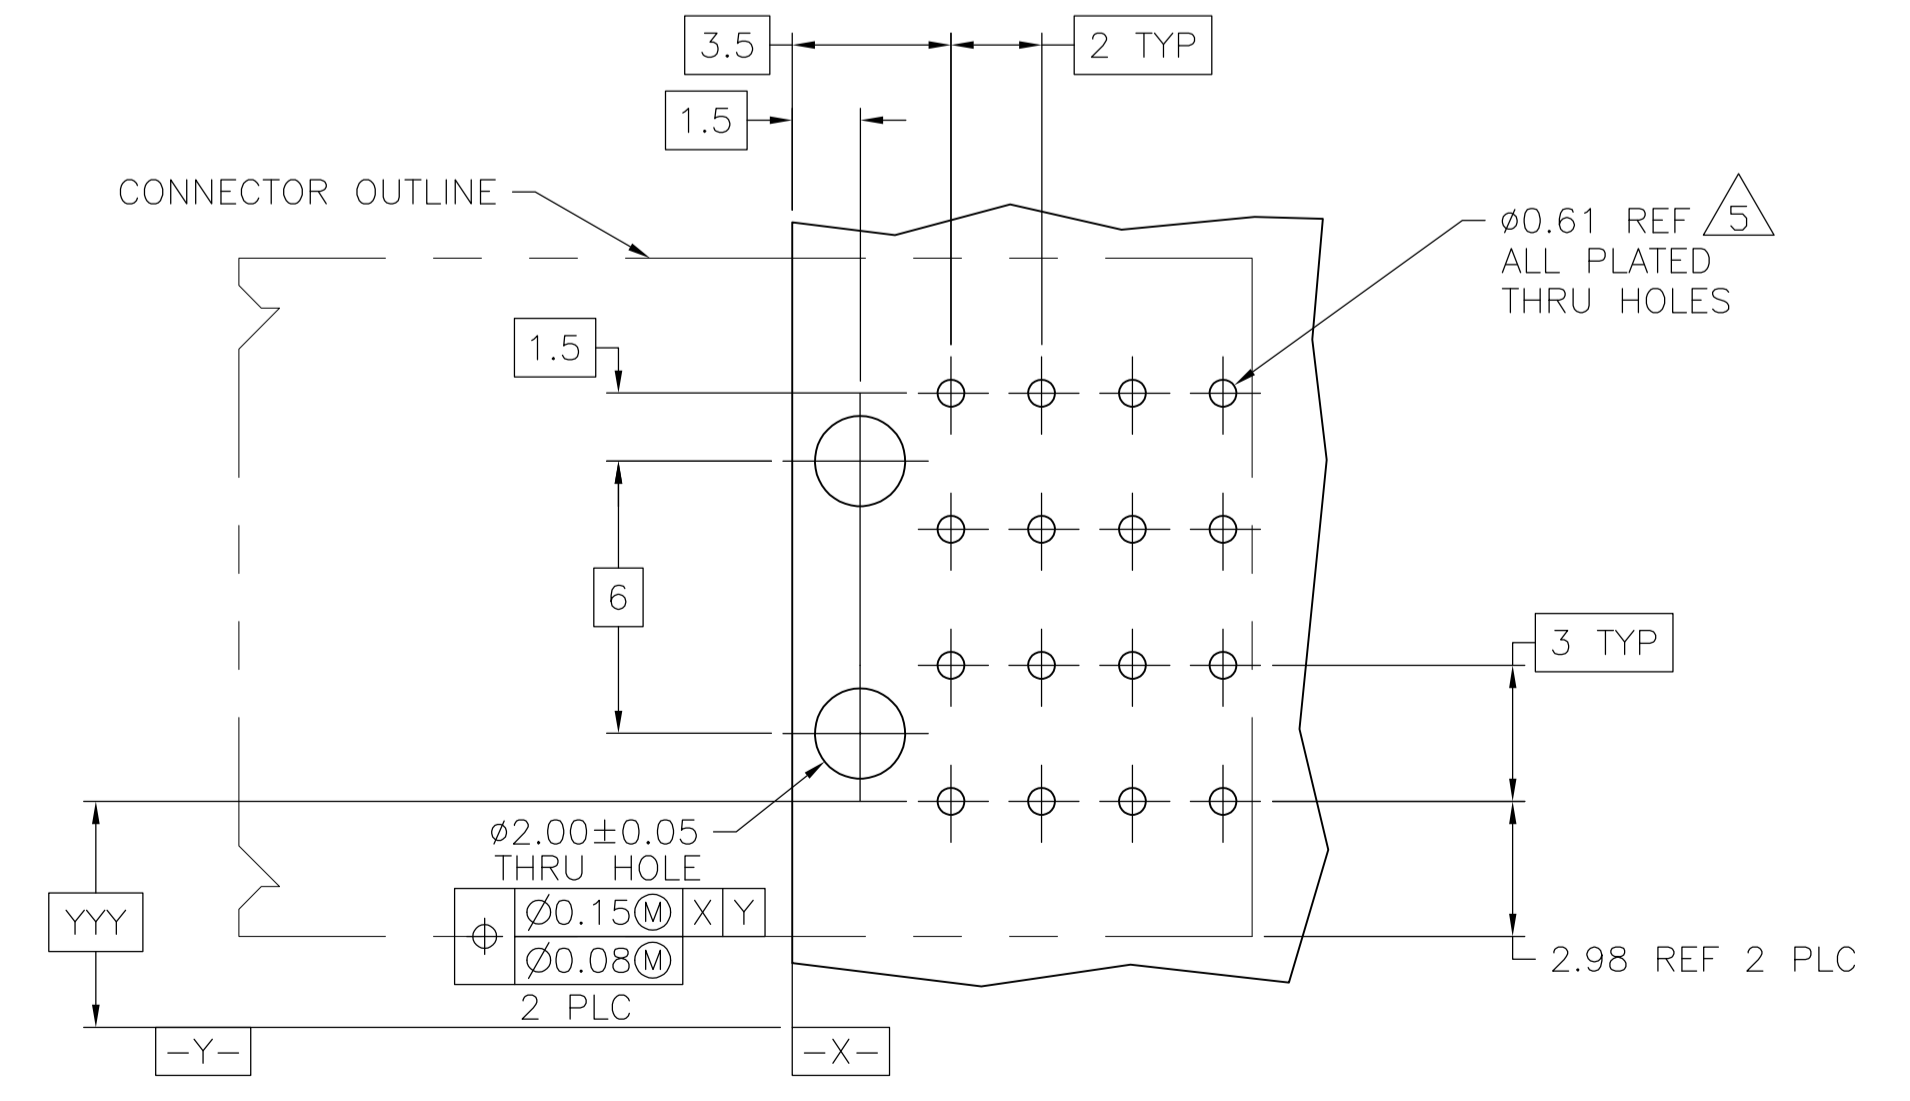 3.5
2 TYP
1.5
CONNECTOR OUTLINE
ø0.61 REF 5
ALL PLATED
THRU HOLES
1.5
6
3 TYP
ø2.00±0.05
THRU HOLE
YYY
⌖ Ø0.15Ⓜ X Y
Ø0.08Ⓜ
2 PLC
2.98 REF 2 PLC
-Y-
-X-